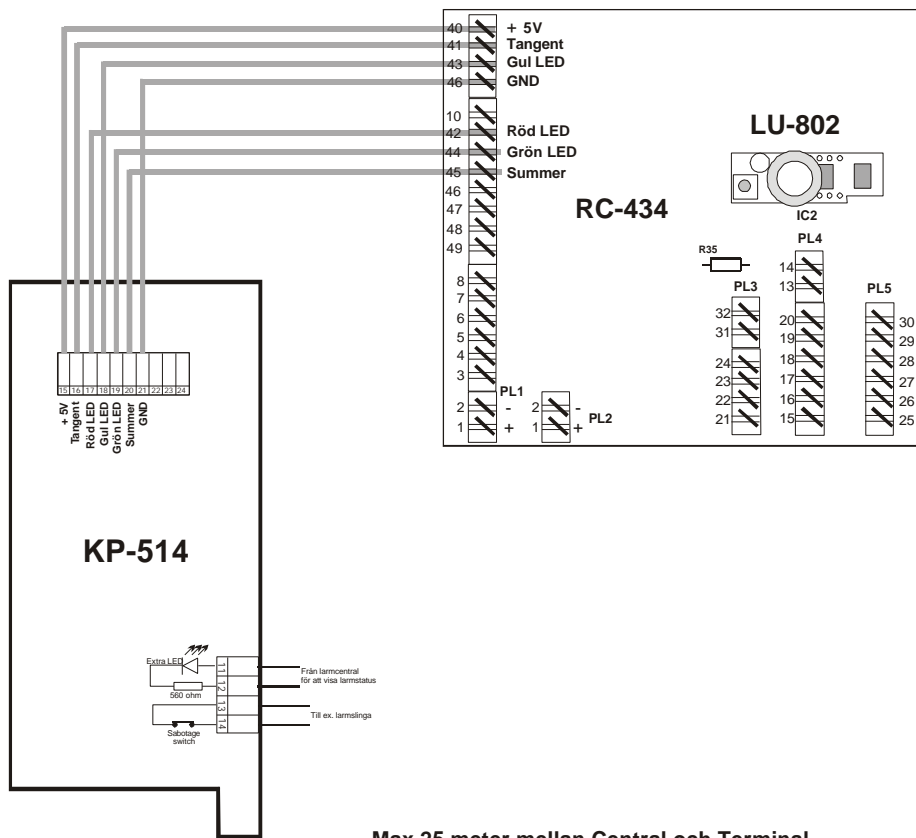 40 + 5V
41 Tangent
43 Gul LED
46 GND
10
42 Röd LED
44 Grön LED
45 Summer
46
47
48
49
8
7
6
5
4
3
PL1
2 -
1 +
2 -
1 +
PL2
RC-434
LU-802
IC2
R35
PL4
14
13
PL3
32
31
20
19
18
17
16
15
24
23
22
21
PL5
30
29
28
27
26
25
15 16 17 18 19 20 21 22 23 24
+ 5V
Tangent
Röd LED
Gul LED
Grön LED
Summer
GND
KP-514
Extra LED
560 ohm
Sabotage
switch
11
12
13
14
Från larmcentral
för att visa larmstatus
Till ex. larmslinga
Max 25 meter mellan Central och Terminal